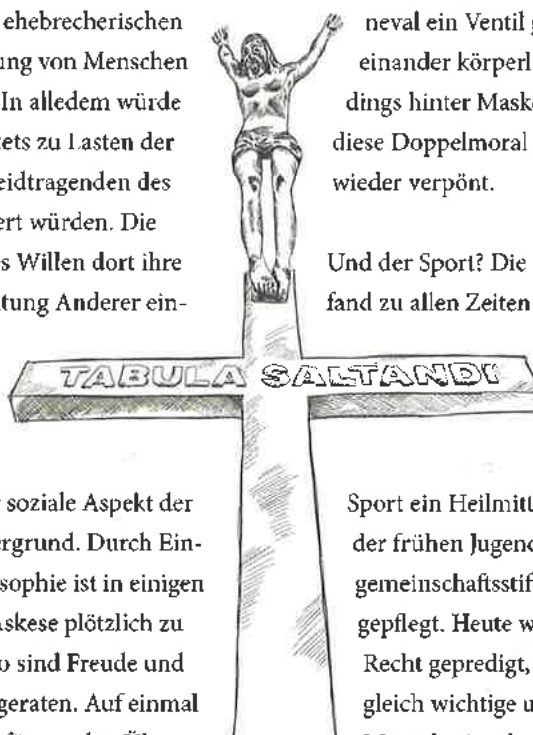 ehebrecherischen
ung von Menschen
In alledem würde
tets zu Lasten der
eidtragenden des
ert würden. Die
s Willen dort ihre
tung Anderer ein-
neval ein Ventil
einander körperl
dings hinter Mask
diese Doppelmoral
wieder verpönt.
Und der Sport? Die
fand zu allen Zeiten
TABULA SALTANDI
soziale Aspekt der
ergrund. Durch Ein-
sophie ist in einigen
skese plötzlich zu
o sind Freude und
geraten. Auf einmal
Sport ein Heilmitt
der frühen Jugend
gemeinschaftsstif
gepflegt. Heute w
Recht gepredigt,
gleich wichtige u